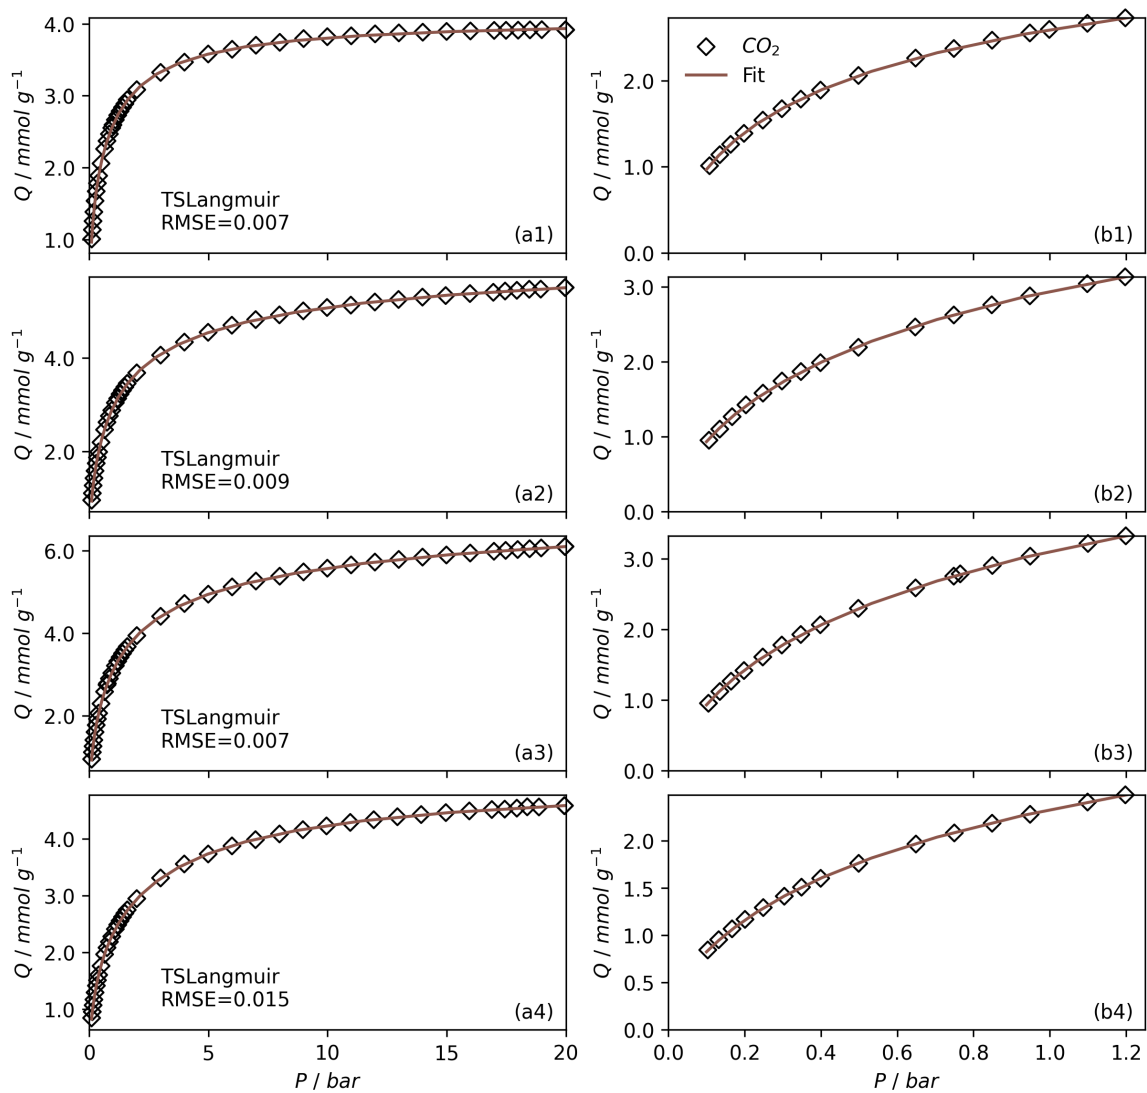 4.0
3.0
2.0
1.0
Q / mmol g⁻¹
TSLangmuir
RMSE=0.007
(a1)
2.0
1.0
0.0
Q / mmol g⁻¹
CO₂
Fit
(b1)
4.0
2.0
Q / mmol g⁻¹
TSLangmuir
RMSE=0.009
(a2)
3.0
2.0
1.0
0.0
Q / mmol g⁻¹
(b2)
6.0
4.0
2.0
Q / mmol g⁻¹
TSLangmuir
RMSE=0.007
(a3)
3.0
2.0
1.0
0.0
Q / mmol g⁻¹
(b3)
4.0
3.0
2.0
1.0
Q / mmol g⁻¹
TSLangmuir
RMSE=0.015
(a4)
0 5 10 15 20
P / bar
2.0
1.5
1.0
0.5
0.0
Q / mmol g⁻¹
(b4)
0.0 0.2 0.4 0.6 0.8 1.0 1.2
P / bar